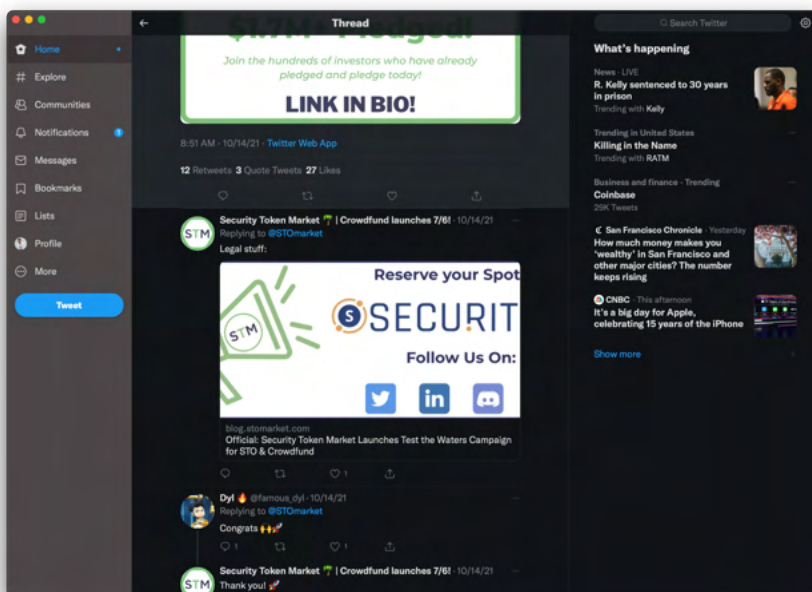 Home
Explore
Communities
Notifications
1
Messages
Bookmarks
Lists
Profile
More
Tweet
Thread
$1.7M+ Pledged!
Join the hundreds of investors who have already
pledged and pledge today!
LINK IN BIO!
8:51 AM · 10/14/21 · Twitter Web App
12 Retweets 3 Quote Tweets 27 Likes
Security Token Market 🌴 | Crowdfund launches 7/6! · 10/14/21
Replying to @STOmarket
Legal stuff:
STM
Reserve your Spot
STM
S SECURIT
Follow Us On:
in
blog.stomarket.com
Official: Security Token Market Launches Test the Waters Campaign
for STO & Crowdfund
1
Dyl 🔥 @famous_dyl · 10/14/21
Replying to @STOmarket
Congrats 🙌🚀
1 1
Security Token Market 🌴 | Crowdfund launches 7/6! · 10/14/21
STM
Thank you! 🚀
Search Twitter
What's happening
News · LIVE
R. Kelly sentenced to 30 years
in prison
Trending with Kelly
Trending in United States
Killing in the Name
Trending with RATM
Business and finance · Trending
Coinbase
29K Tweets
San Francisco Chronicle · Yesterday
How much money makes you
'wealthy' in San Francisco and
other major cities? The number
keeps rising
CNBC · This afternoon
It's a big day for Apple,
celebrating 15 years of the iPhone
Show more